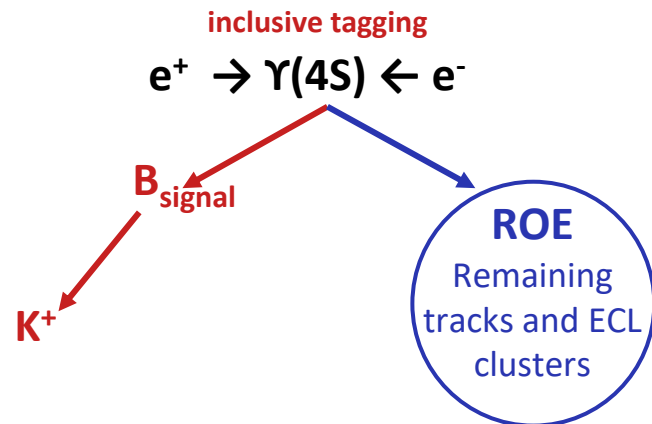 inclusive tagging
e⁺ → ϒ(4S) ← e⁻
B_signal
ROE
Remaining
tracks and ECL
clusters
K⁺